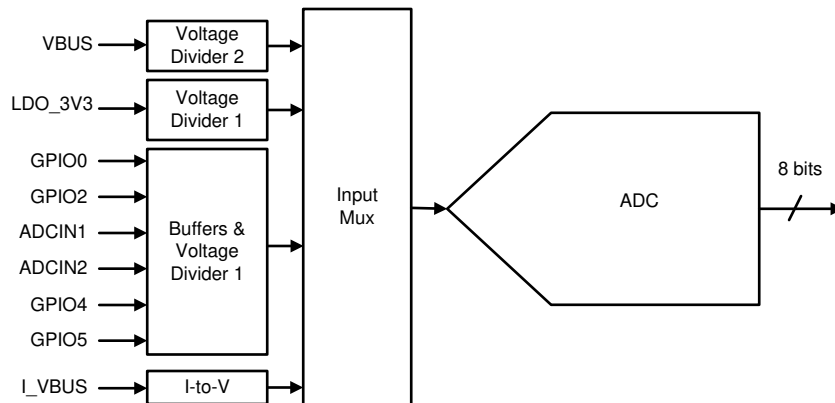 VBUS
Voltage
Divider 2
LDO_3V3
Voltage
Divider 1
GPIO0
GPIO2
ADCIN1
ADCIN2
GPIO4
GPIO5
Buffers &
Voltage
Divider 1
I_VBUS
I-to-V
Input
Mux
ADC
8 bits